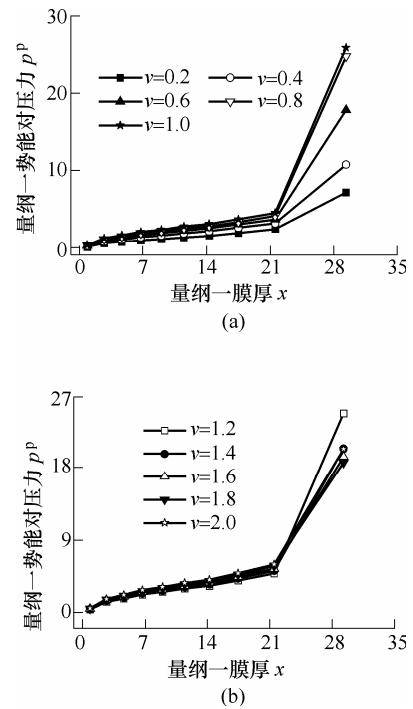 30
20
10
0
量纲一势能对压力 pᵖ
v=0.2 v=0.4
v=0.6 v=0.8
v=1.0
0 7 14 21 28 35
量纲一膜厚 x
(a)
27
18
9
0
量纲一势能对压力 pᵖ
v=1.2
v=1.4
v=1.6
v=1.8
v=2.0
0 7 14 21 28 35
量纲一膜厚 x
(b)